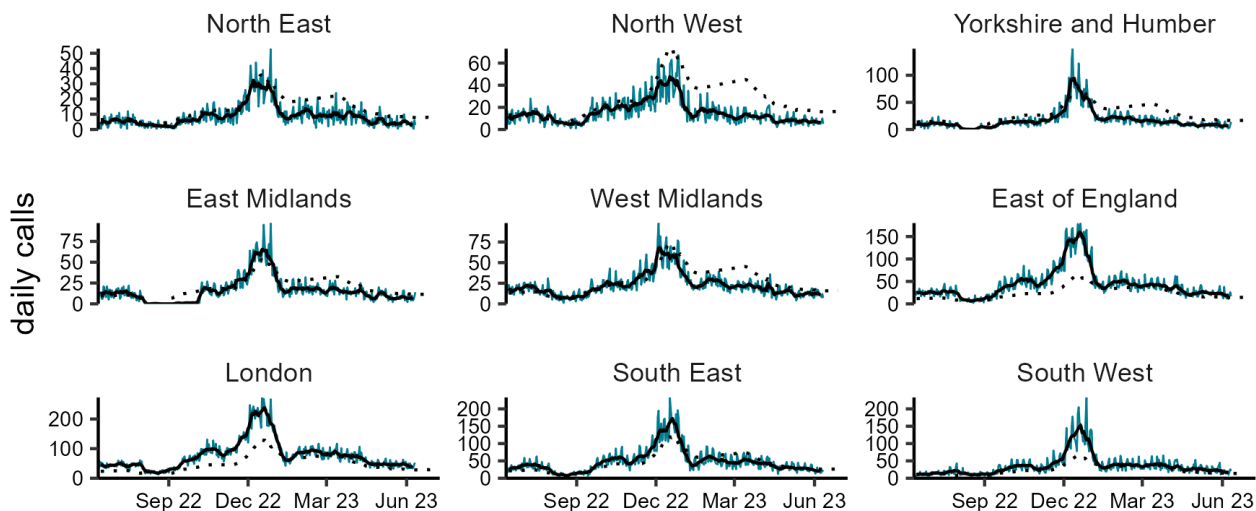 North East
North West
Yorkshire and Humber
50
40
30
20
10
0
60
40
20
0
100
50
0
East Midlands
West Midlands
East of England
daily calls
75
50
25
0
75
50
25
0
150
100
50
0
London
South East
South West
200
100
0
200
150
100
50
0
200
150
100
50
0
Sep 22 Dec 22 Mar 23 Jun 23
Sep 22 Dec 22 Mar 23 Jun 23
Sep 22 Dec 22 Mar 23 Jun 23